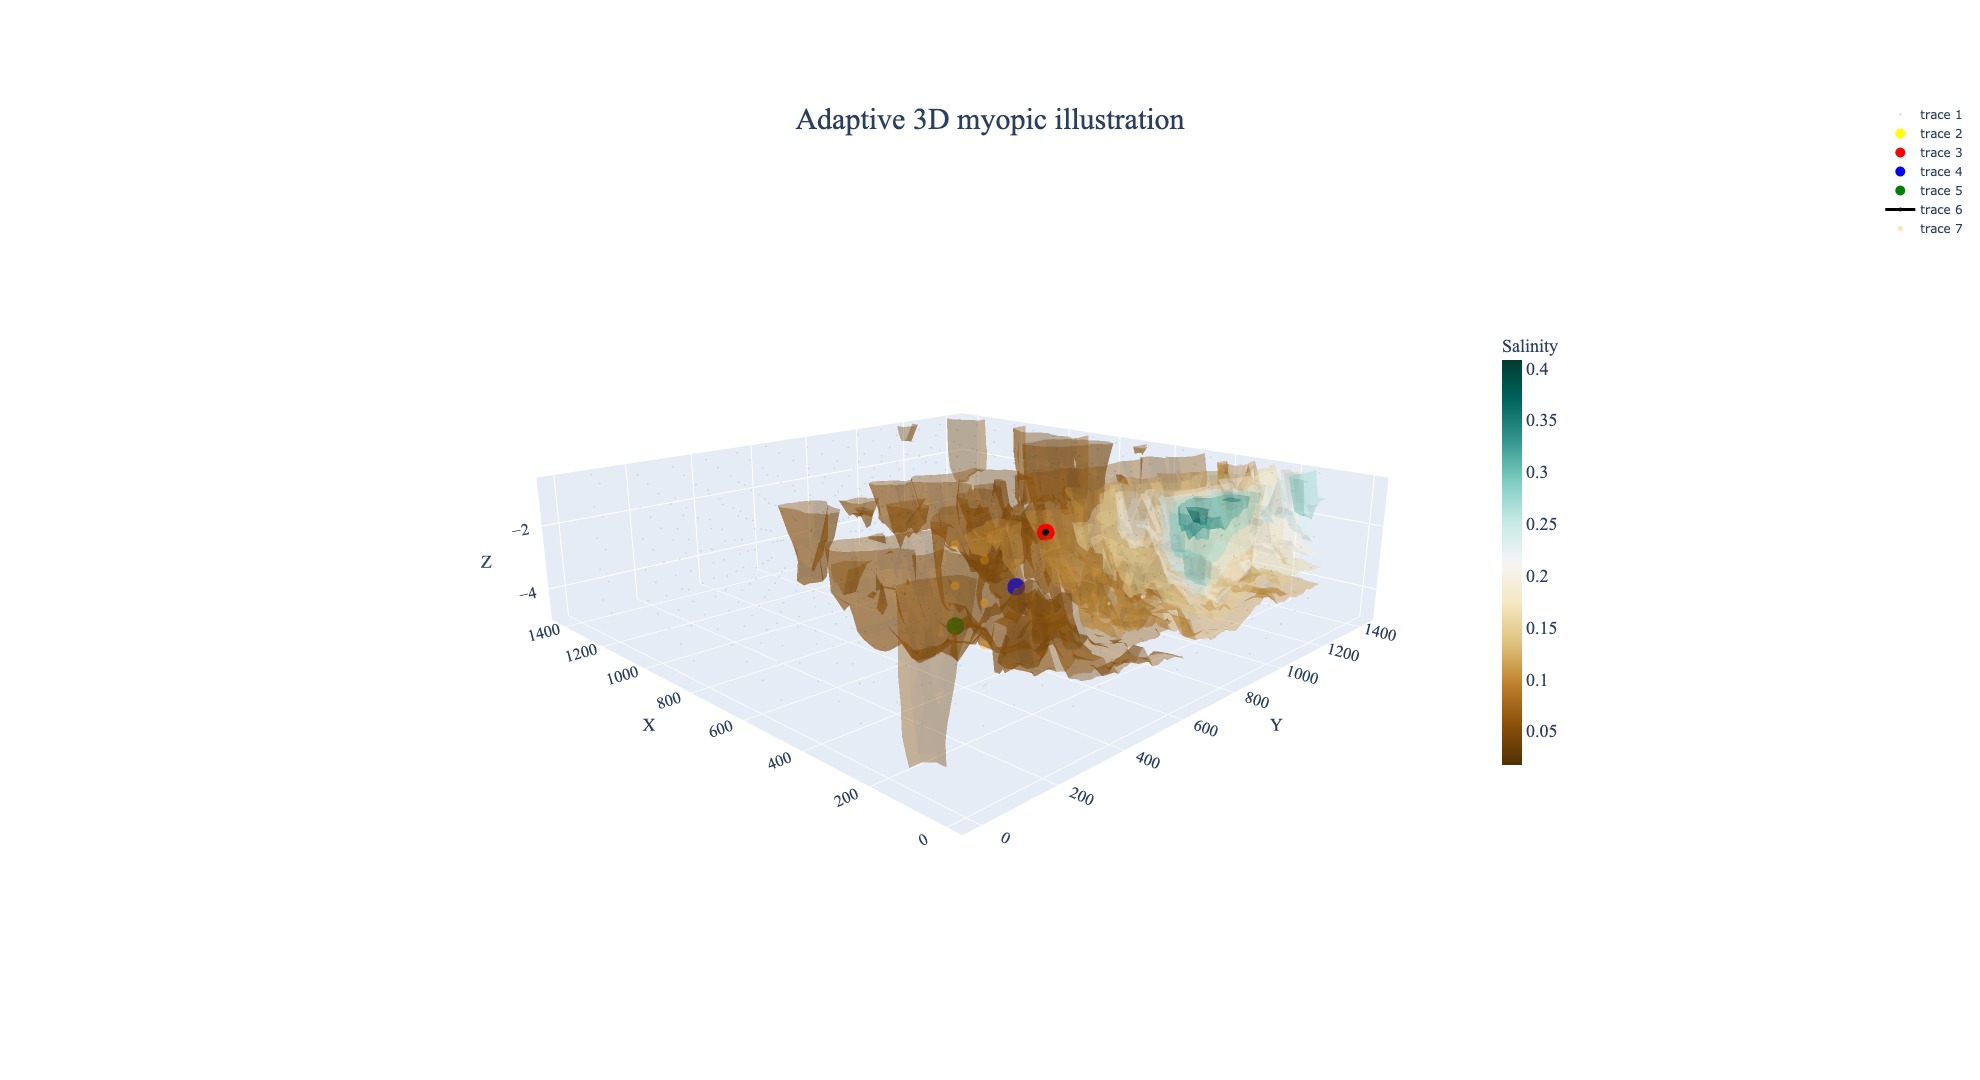 Adaptive 3D myopic illustration
trace 1
trace 2
trace 3
trace 4
trace 5
trace 6
trace 7
Salinity
0.4
0.35
0.3
0.25
0.2
0.15
0.1
0.05
−2
Z
−4
1400
1200
1000
800
X
600
400
200
0
1400
1200
1000
800
Y
600
400
200
0